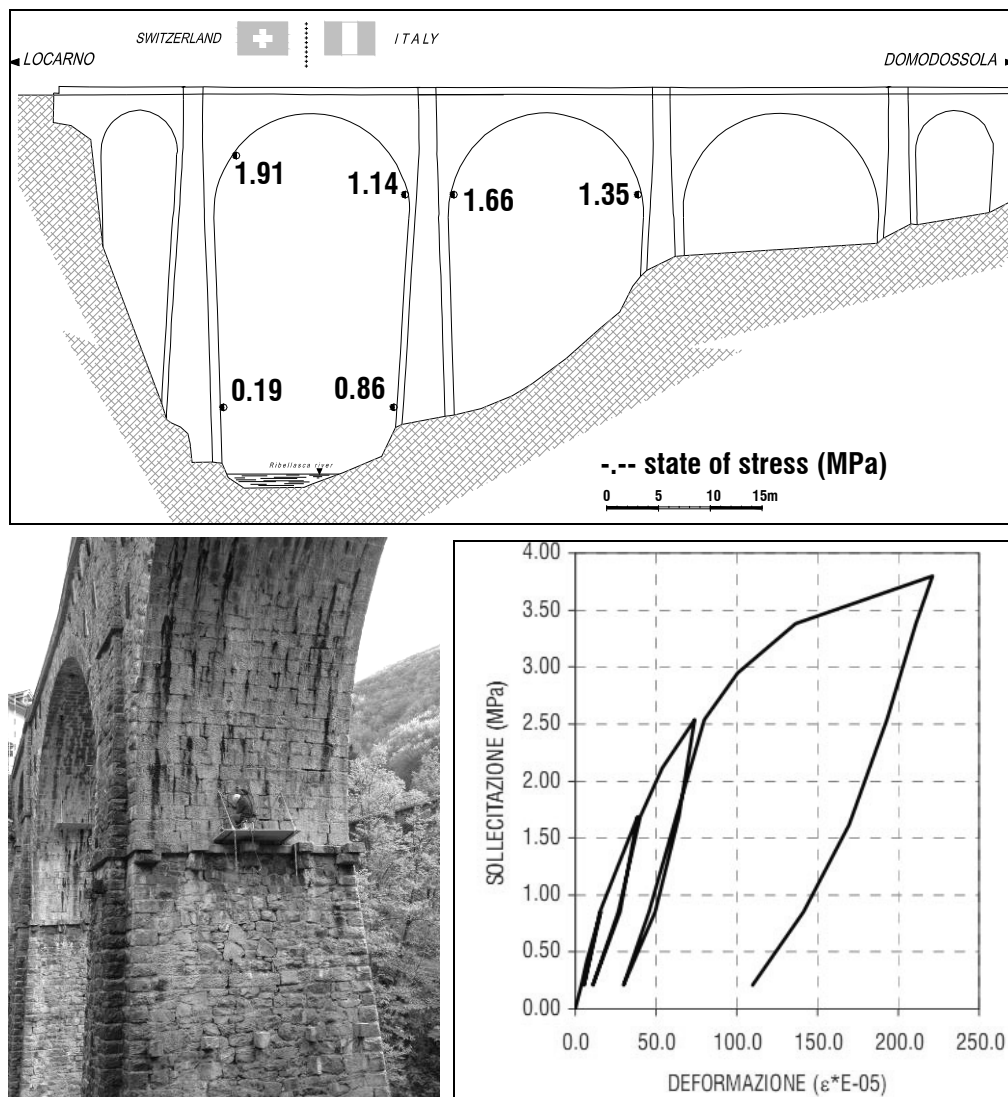 SWITZERLAND ITALY
LOCARNO DOMODOSSOLA
1.91
1.14
1.66
1.35
0.19
0.86
Ribellasca river
-.-- state of stress (MPa)
0 5 10 15m
4.00
3.50
3.00
2.50
2.00
1.50
1.00
0.50
0.00
SOLLECITAZIONE (MPa)
0.0 50.0 100.0 150.0 200.0 250.0
DEFORMAZIONE (ε*E-05)